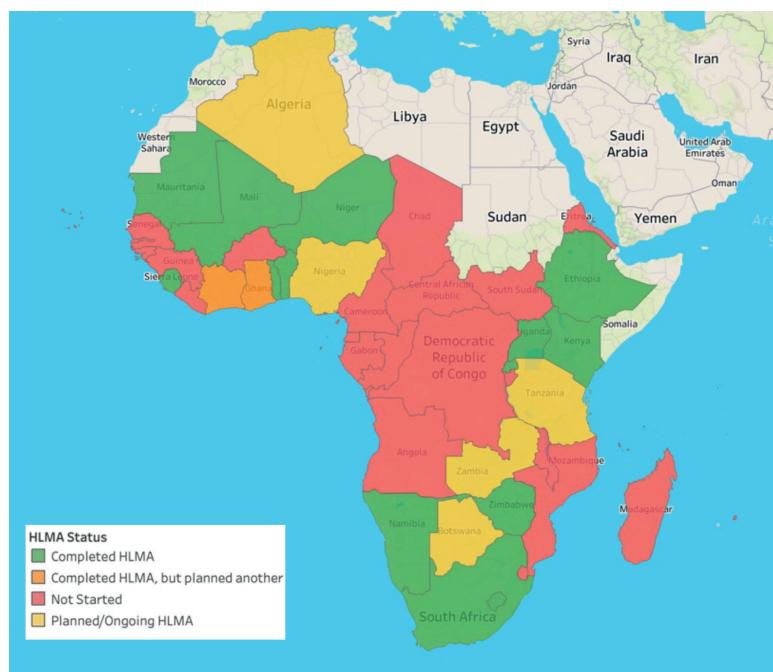 Syria
Iraq
Iran
Morocco
Jordan
Algeria
Libya
Egypt
Western
Sahara
Saudi
Arabia
United Arab
Emirates
Oman
Mauritania
Mali
Niger
Chad
Sudan
Eritrea
Yemen
Senegal
Guinea
Sierra Leone
Ghana
Nigeria
Central African
Republic
South Sudan
Ethiopia
Cameroon
Somalia
Uganda
Kenya
Gabon
Democratic
Republic
of Congo
Tanzania
Angola
Zambia
Mozambique
Zimbabwe
Madagascar
Namibia
Botswana
South Africa
HLMA Status
Completed HLMA
Completed HLMA, but planned another
Not Started
Planned/Ongoing HLMA